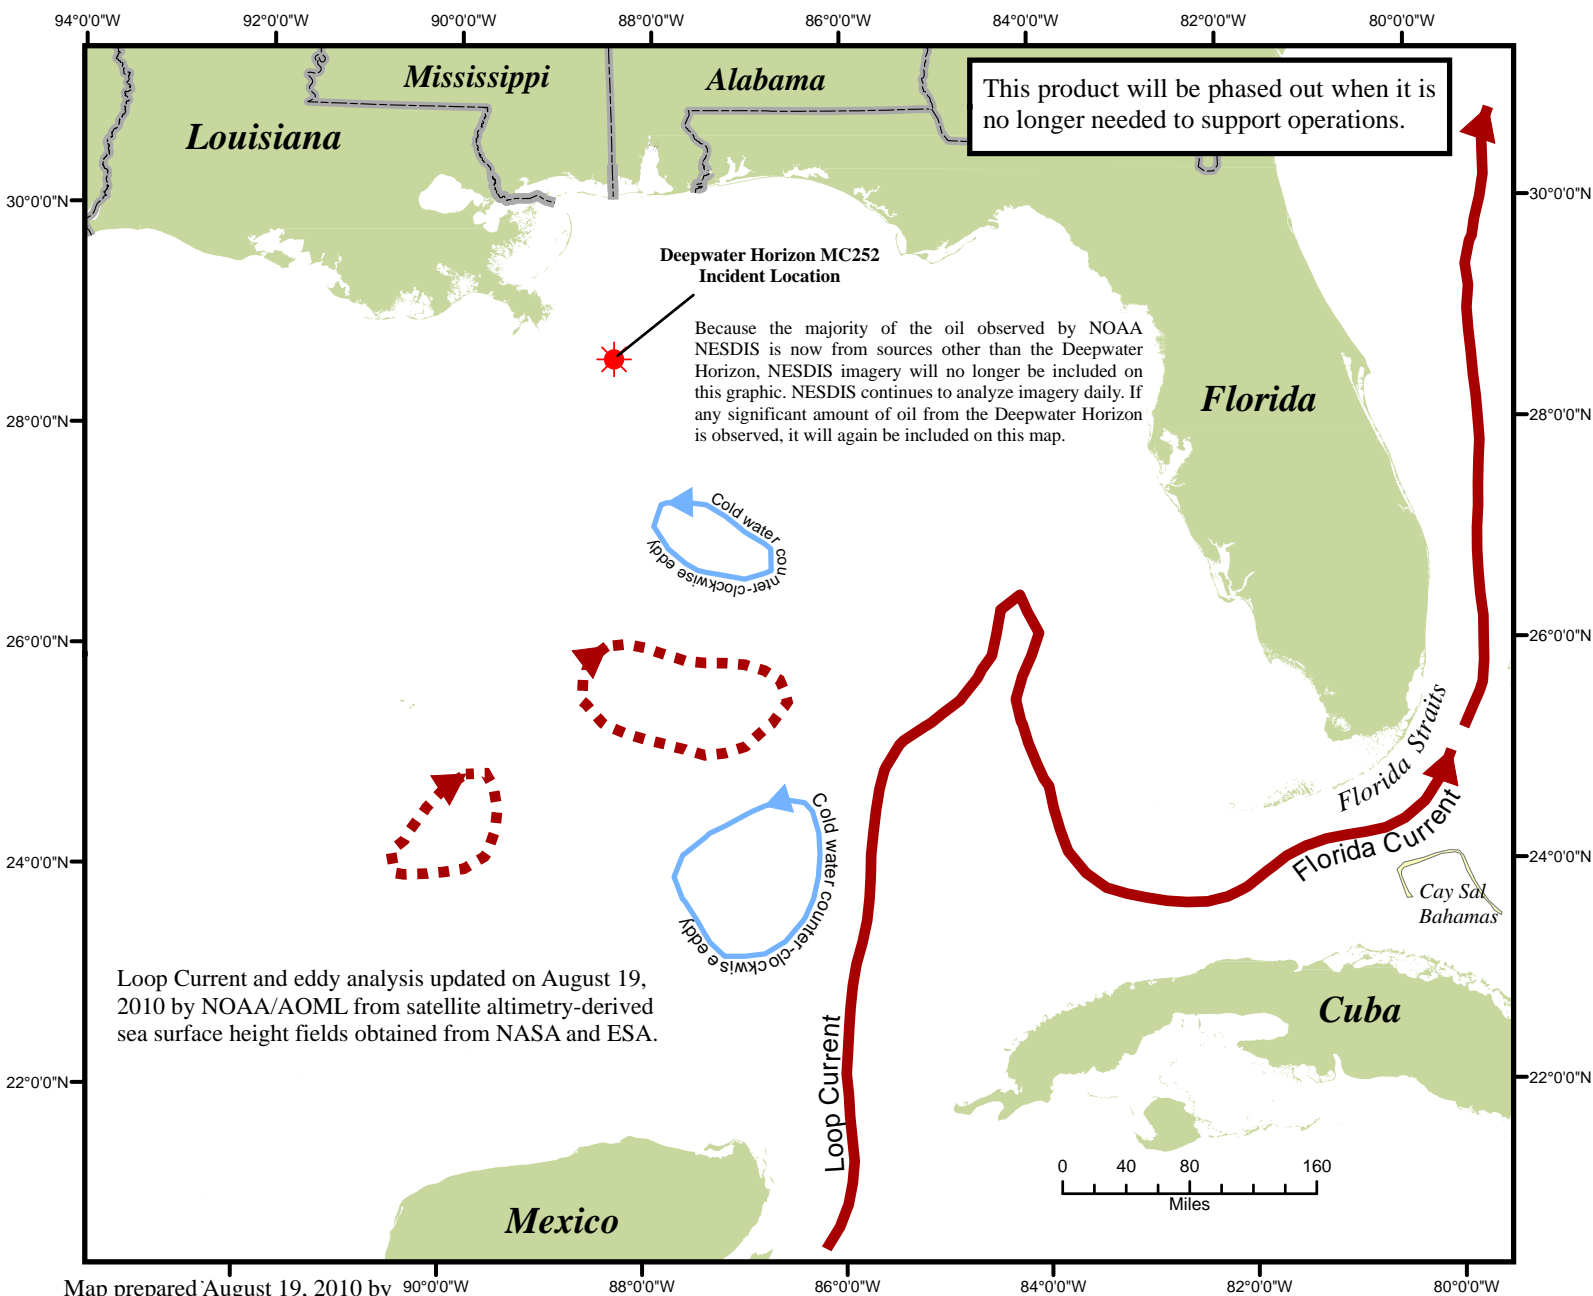 94°0'0"W 92°0'0"W 90°0'0"W 88°0'0"W 86°0'0"W 84°0'0"W 82°0'0"W 80°0'0"W
Mississippi
Alabama
Louisiana
This product will be phased out when it is
no longer needed to support operations.
30°0'0"N
30°0'0"N
Deepwater Horizon MC252
Incident Location
Because the majority of the oil observed by NOAA
NESDIS is now from sources other than the Deepwater
Horizon, NESDIS imagery will no longer be included on
this graphic. NESDIS continues to analyze imagery daily. If
any significant amount of oil from the Deepwater Horizon
is observed, it will again be included on this map.
Florida
28°0'0"N
28°0'0"N
Cold water counter-clockwise eddy
26°0'0"N
26°0'0"N
Florida Straits
Florida Current
Cold water counter-clockwise eddy
24°0'0"N
24°0'0"N
Cay Sal
Bahamas
Loop Current and eddy analysis updated on August 19,
2010 by NOAA/AOML from satellite altimetry-derived
sea surface height fields obtained from NASA and ESA.
Cuba
Loop Current
22°0'0"N
22°0'0"N
0 40 80 160
Miles
Mexico
Map prepared August 19, 2010 by
90°0'0"W 88°0'0"W 86°0'0"W 84°0'0"W 82°0'0"W 80°0'0"W